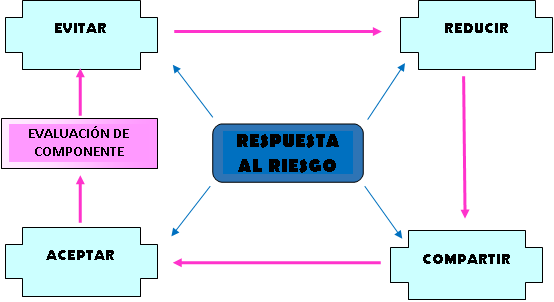 EVITAR
REDUCIR
EVALUACIÓN DE
COMPONENTE
RESPUESTA
AL RIESGO
ACEPTAR
COMPARTIR